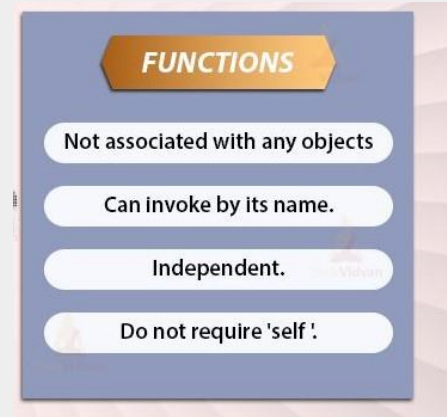 FUNCTIONS
Not associated with any objects
Can invoke by its name.
Independent.
Do not require 'self '.